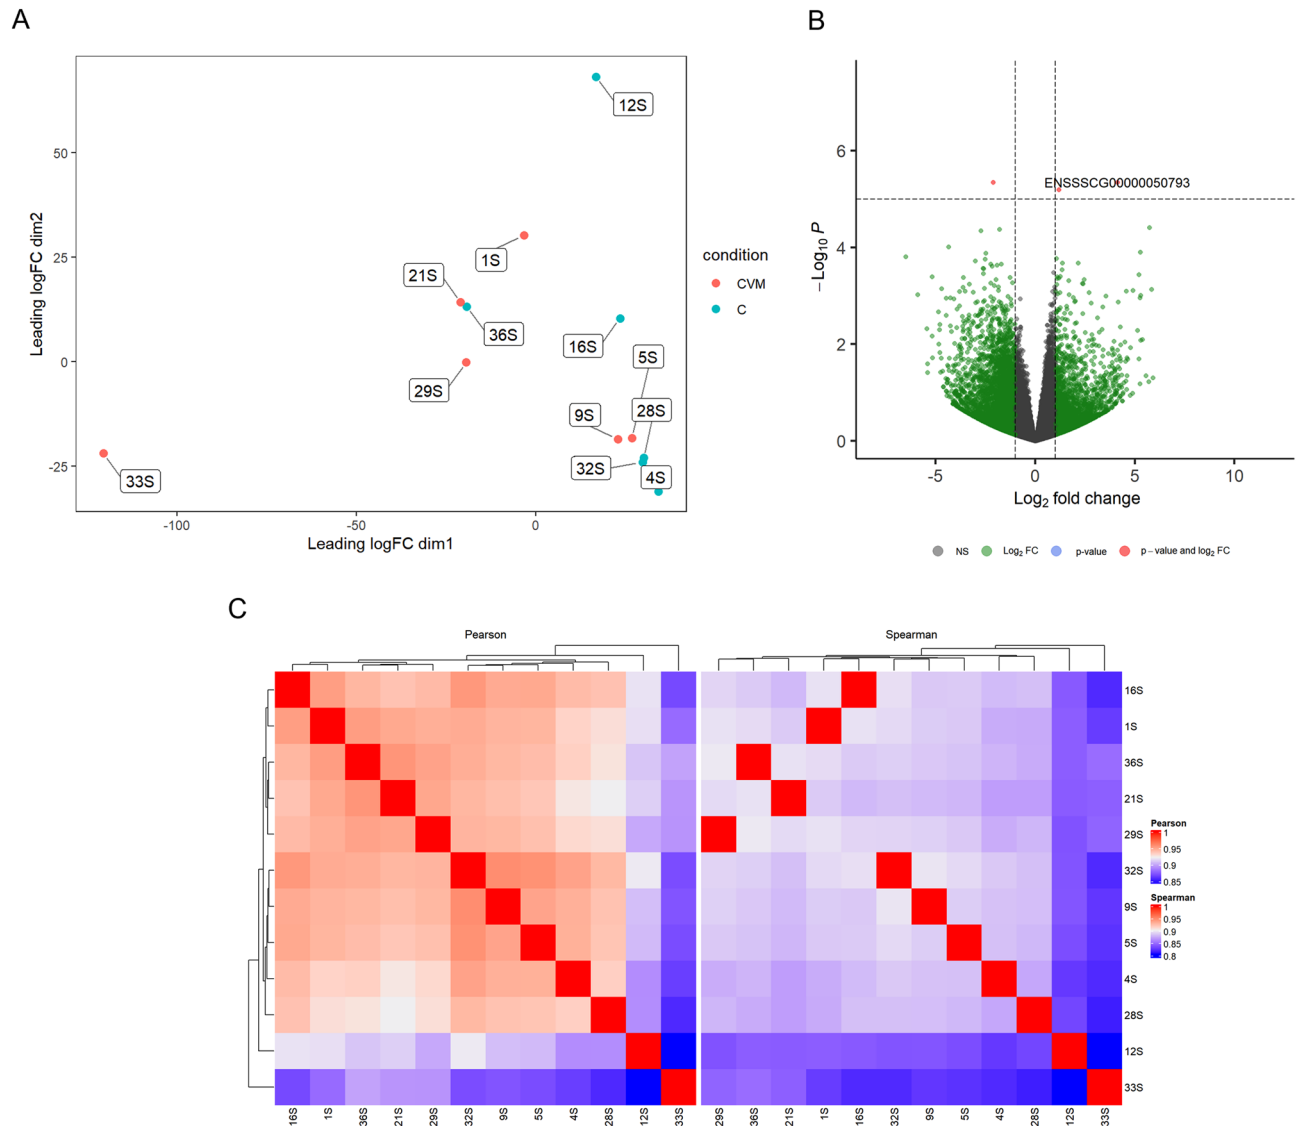 A
12S
50
1S
21S
36S
16S
5S
29S
9S
28S
32S
4S
33S
25
0
-25
-100
-50
0
Leading logFC dim1
Leading logFC dim2
condition
CVM
C
B
6
4
2
0
ENSSSCG00000050793
-5
0
5
10
Log2 fold change
−Log10 P
NS
Log2 FC
p-value
p − value and log2 FC
C
Pearson
Spearman
16S
1S
36S
21S
29S
32S
9S
5S
4S
28S
12S
33S
Pearson
1
0.95
0.9
0.85
Spearman
1
0.95
0.9
0.85
0.8
16S 1S 36S 21S 29S 32S 9S 5S 4S 28S 12S 33S
29S 36S 21S 1S 16S 32S 9S 5S 4S 28S 12S 33S